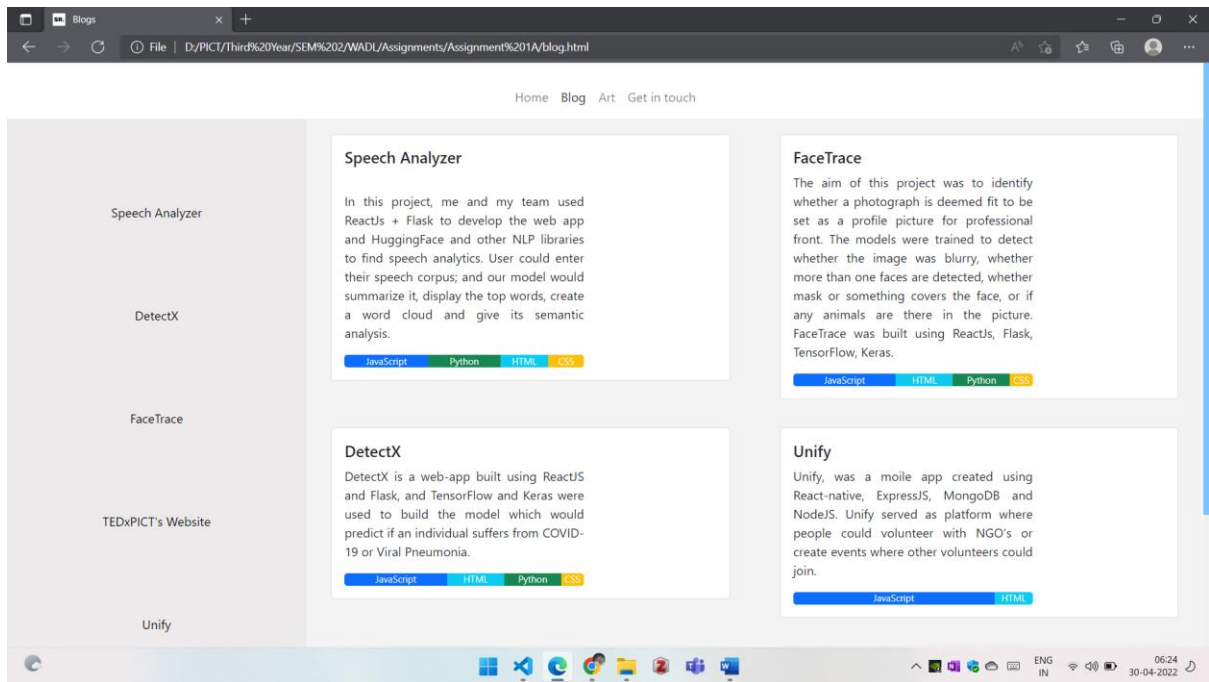 SK. Blogs
File D:/PICT/Third%20Year/SEM%202/WADL/Assignments/Assignment%201A/blog.html
Home Blog Art Get in touch
Speech Analyzer
DetectX
FaceTrace
TEDxPICT's Website
Unify
Speech Analyzer
In this project, me and my team used
ReactJs + Flask to develop the web app
and HuggingFace and other NLP libraries
to find speech analytics. User could enter
their speech corpus; and our model would
summarize it, display the top words, create
a word cloud and give its semantic
analysis.
JavaScript Python HTML CSS
FaceTrace
The aim of this project was to identify
whether a photograph is deemed fit to be
set as a profile picture for professional
front. The models were trained to detect
whether the image was blurry, whether
more than one faces are detected, whether
mask or something covers the face, or if
any animals are there in the picture.
FaceTrace was built using ReactJs, Flask,
TensorFlow, Keras.
JavaScript HTML Python CSS
DetectX
DetectX is a web-app built using ReactJS
and Flask, and TensorFlow and Keras were
used to build the model which would
predict if an individual suffers from COVID-
19 or Viral Pneumonia.
JavaScript HTML Python CSS
Unify
Unify, was a moile app created using
React-native, ExpressJS, MongoDB and
NodeJS. Unify served as platform where
people could volunteer with NGO's or
create events where other volunteers could
join.
JavaScript HTML
ENG
IN
06:24
30-04-2022